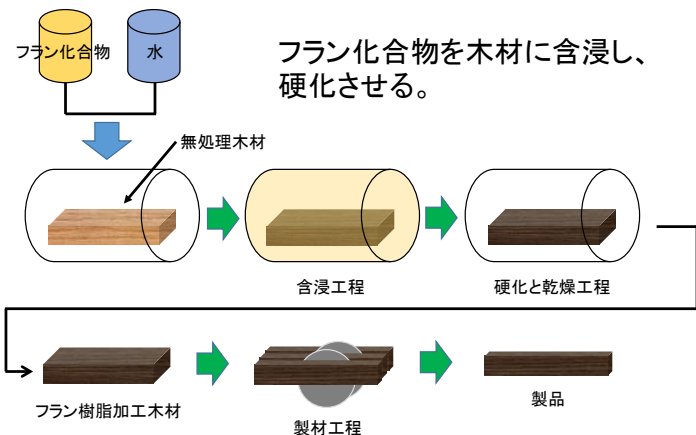 フラン化合物
水
フラン化合物を木材に含浸し、
硬化させる。
無処理木材
含浸工程
硬化と乾燥工程
フラン樹脂加工木材
製材工程
製品